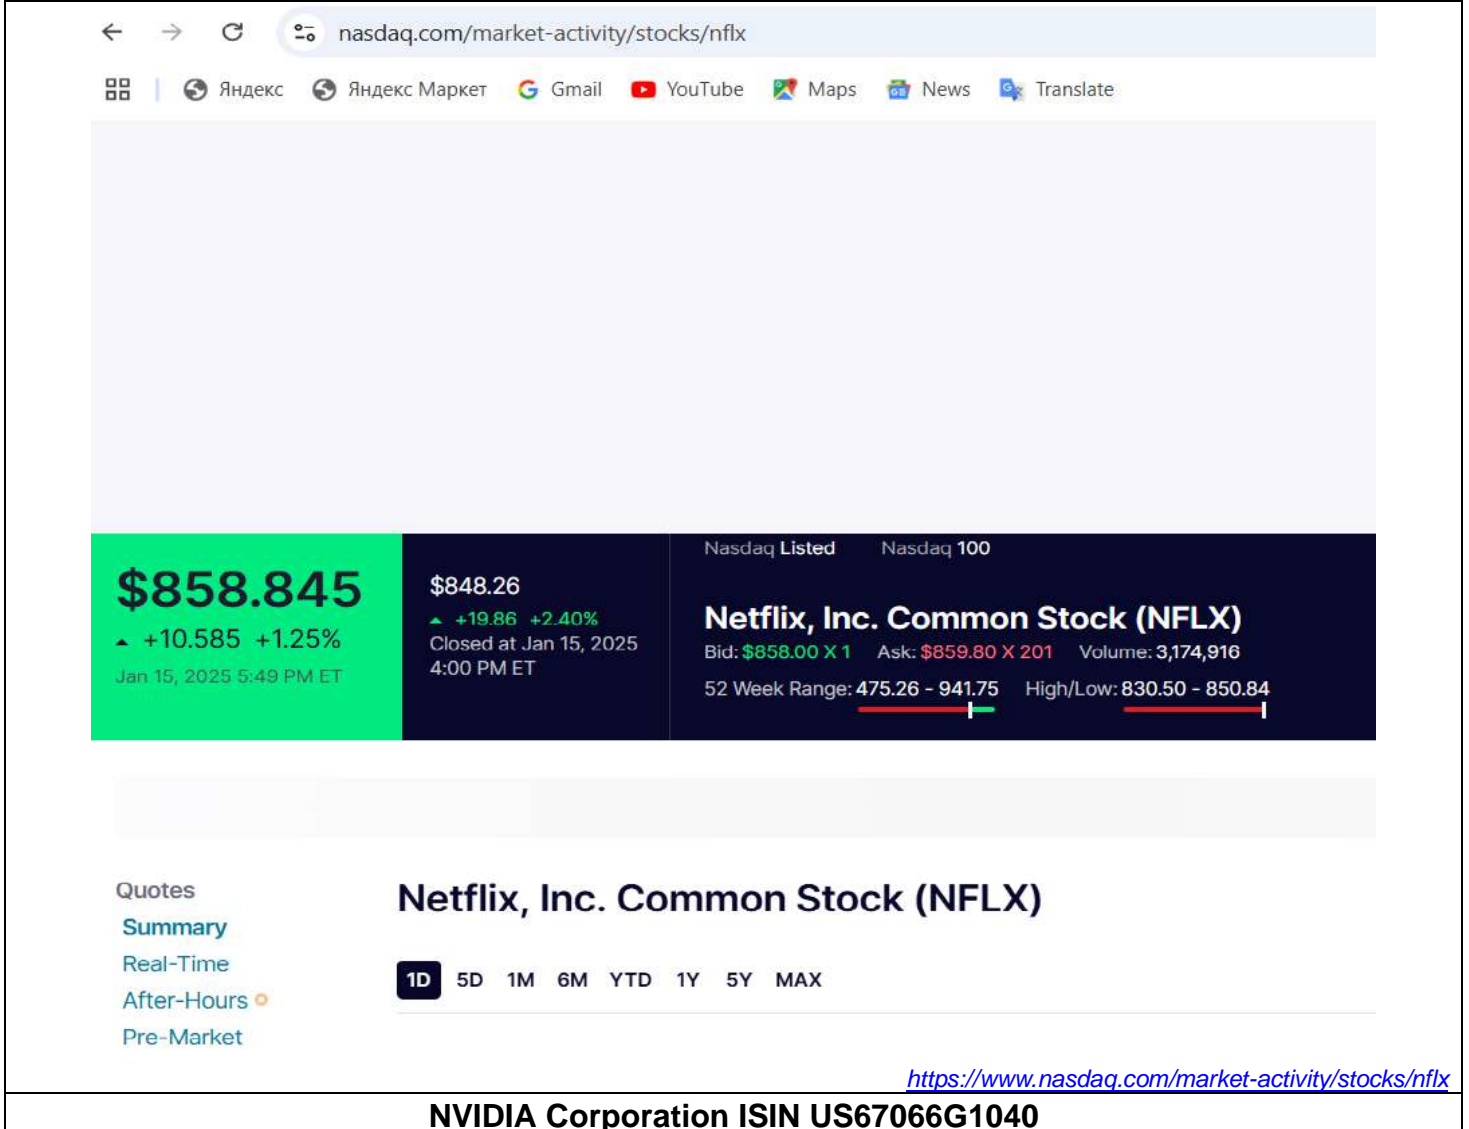 nasdaq.com/market-activity/stocks/nflx
Яндекс Яндекс Маркет Gmail YouTube Maps News Translate
$858.845
+10.585 +1.25%
Jan 15, 2025 5:49 PM ET
$848.26
+19.86 +2.40%
Closed at Jan 15, 2025
4:00 PM ET
Nasdaq Listed Nasdaq 100
Netflix, Inc. Common Stock (NFLX)
Bid: $858.00 X 1 Ask: $859.80 X 201 Volume: 3,174,916
52 Week Range: 475.26 - 941.75 High/Low: 830.50 - 850.84
Quotes
Summary
Real-Time
After-Hours
Pre-Market
Netflix, Inc. Common Stock (NFLX)
1D 5D 1M 6M YTD 1Y 5Y MAX
https://www.nasdaq.com/market-activity/stocks/nflx
NVIDIA Corporation ISIN US67066G1040